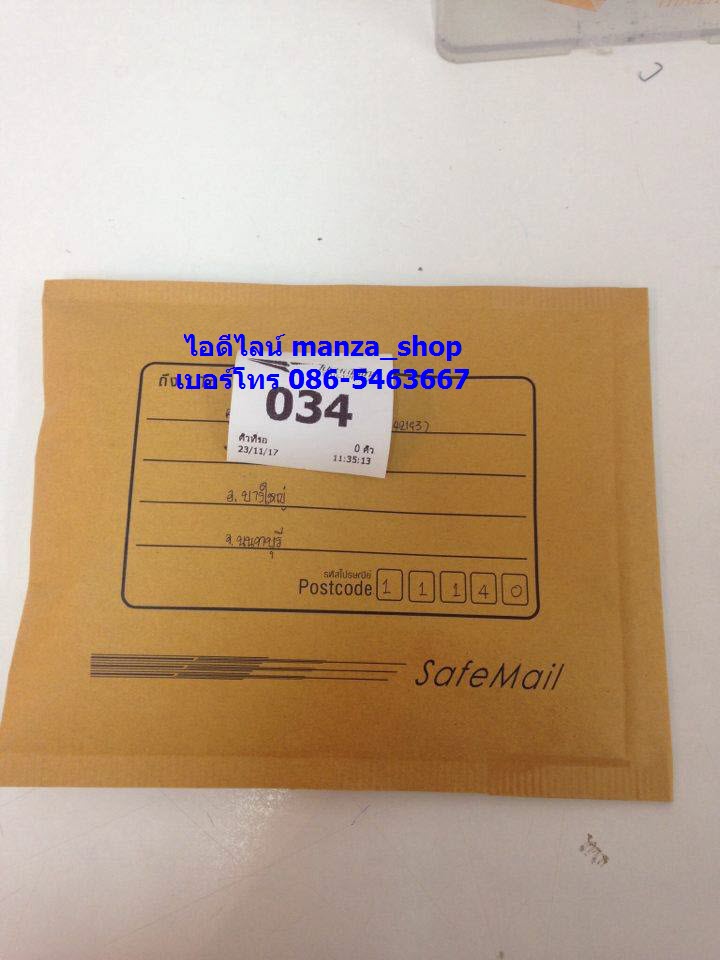 ไอดีไลน์ manza_shop
เบอร์โทร 086-5463667
ถึง
034
คิวที่รอ 0 คิว
23/11/17 11:35:13
อ. บางใหญ่
จ. นนทบุรี
รหัสไปรษณีย์
Postcode 1 1 1 4 0
SafeMail